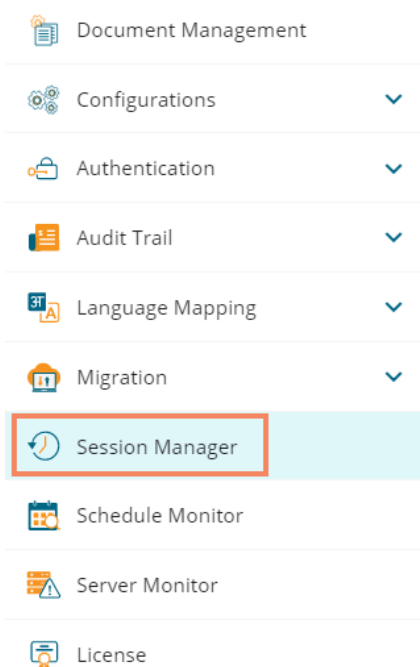 Document Management
Configurations
Authentication
Audit Trail
अ A
Language Mapping
Migration
Session Manager
Schedule Monitor
Server Monitor
License